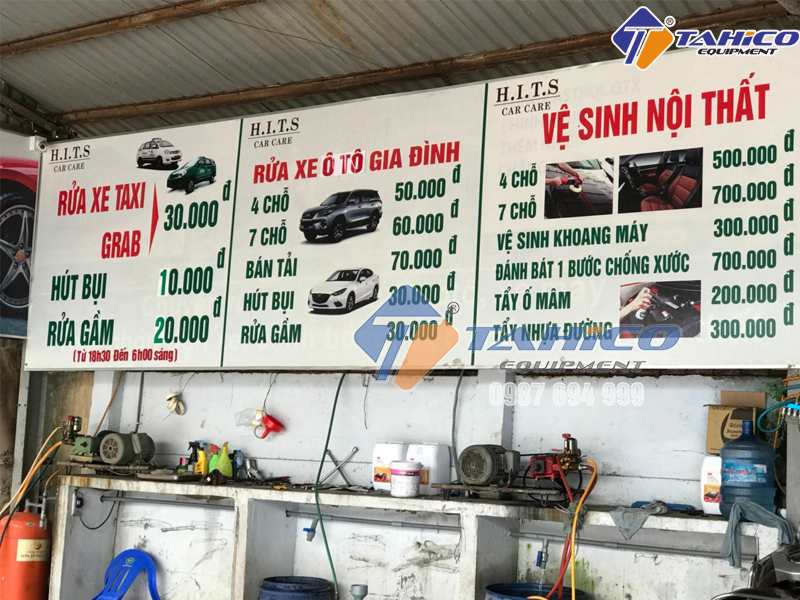 TAHICO
EQUIPMENT
H.I.T.S
CAR CARE
RỬA XE TAXI
GRAB
30.000 đ
HÚT BỤI 10.000 đ
RỬA GẦM 20.000 đ
(Từ 18h30 Đến 6h00 sáng)
H.I.T.S
CAR CARE
RỬA XE Ô TÔ GIA ĐÌNH
4 CHỖ 50.000 đ
7 CHỖ 60.000 đ
BÁN TẢI 70.000 đ
HÚT BỤI 30.000 đ
RỬA GẦM 30.000 đ
H.I.T.S
CAR CARE
VỆ SINH NỘI THẤT
4 CHỖ 500.000 đ
7 CHỖ 700.000 đ
VỆ SINH KHOANG MÁY 300.000 đ
ĐÁNH BÁT 1 BƯỚC CHỐNG XƯỚC 700.000 đ
TẨY Ố MÂM 200.000 đ
TẨY NHỰA ĐƯỜNG 300.000 đ
TAHICO
EQUIPMENT
0987 694 999